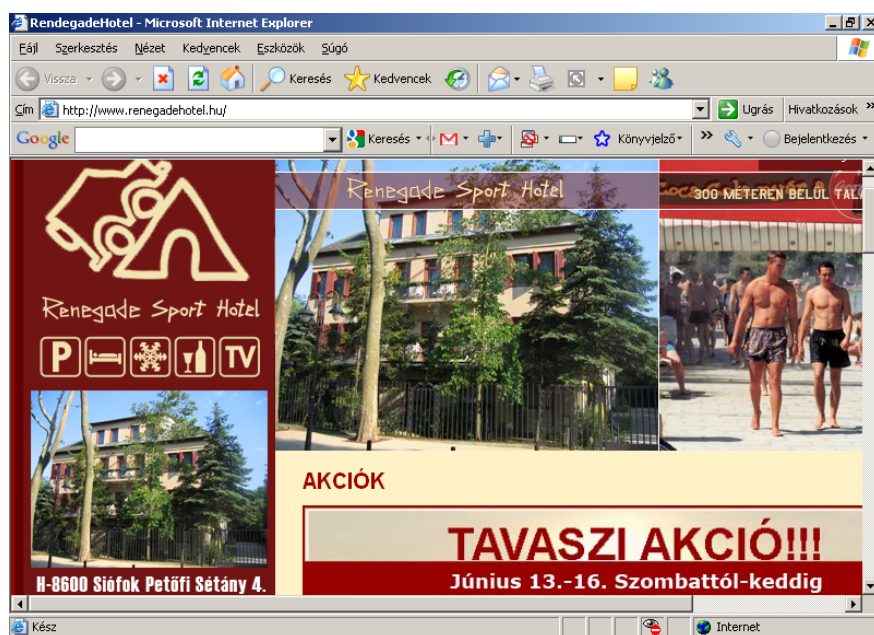 RendegadeHotel - Microsoft Internet Explorer
Fájl Szerkesztés Nézet Kedvencek Eszközök Súgó
Vissza Keresés Kedvencek
Cím http://www.renegadehotel.hu/ Ugrás Hivatkozások »
Google Keresés Könyvjelző Bejelentkezés
Renegade Sport Hotel
300 MÉTEREN BELÜL TALÁ
Renegade Sport Hotel
P TV
AKCIÓK
TAVASZI AKCIÓ!!!
Június 13.-16. Szombattól-keddig
H-8600 Siófok Petőfi Sétány 4.
Kész Internet